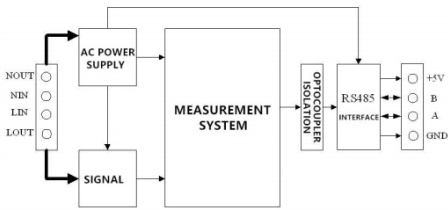 NOUT
NIN
LIN
LOUT
AC POWER
SUPPLY
SIGNAL
MEASUREMENT
SYSTEM
OPTOCOUPLER
ISOLATION
RS485
INTERFACE
+5V
B
A
GND